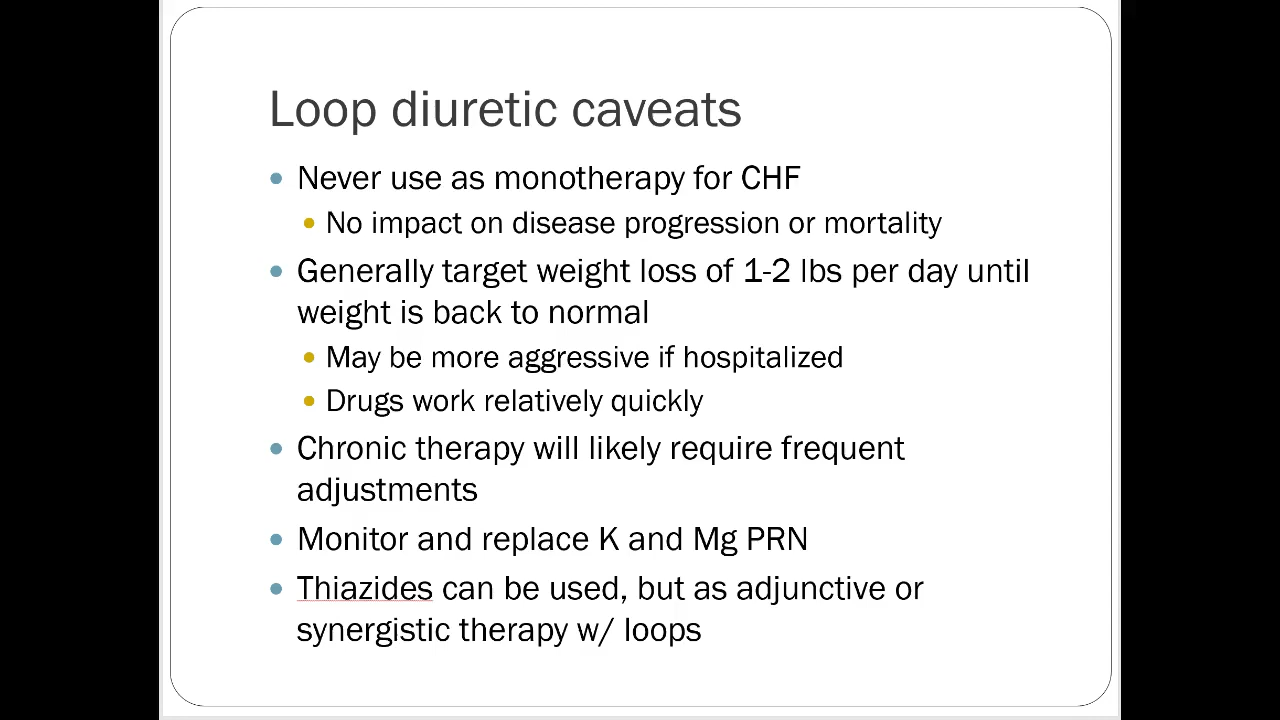 Loop diuretic caveats
Never use as monotherapy for CHF
No impact on disease progression or mortality
Generally target weight loss of 1-2 lbs per day until
weight is back to normal
May be more aggressive if hospitalized
Drugs work relatively quickly
Chronic therapy will likely require frequent
adjustments
Monitor and replace K and Mg PRN
Thiazides can be used, but as adjunctive or
synergistic therapy w/ loops